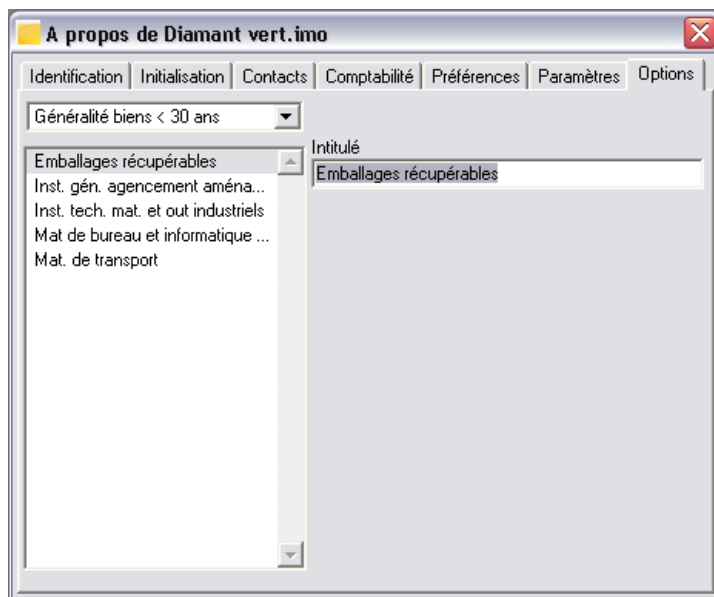 A propos de Diamant vert.imo
Identification Initialisation Contacts Comptabilité Préférences Paramètres Options
Généralité biens < 30 ans
Intitulé
Emballages récupérables
Emballages récupérables
Inst. gén. agencement aména...
Inst. tech. mat. et out industriels
Mat de bureau et informatique ...
Mat. de transport